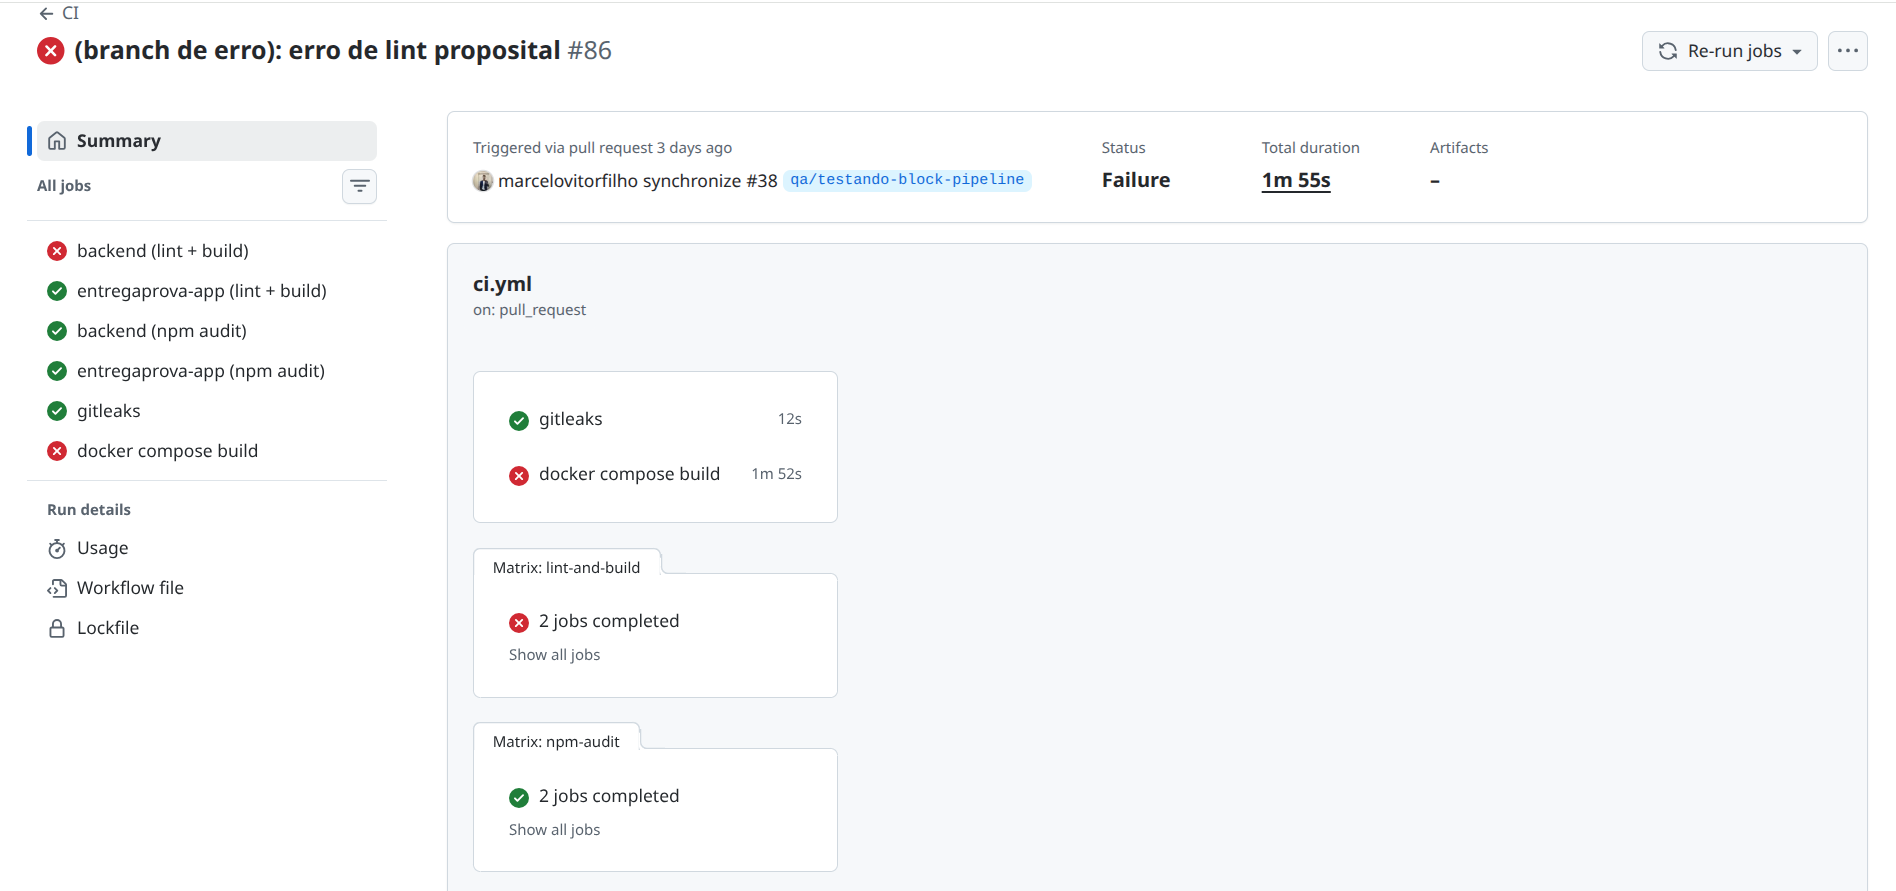 CI
(branch de erro): erro de lint proposital #86
Re-run jobs
Summary
All jobs
backend (lint + build)
entregaprova-app (lint + build)
backend (npm audit)
entregaprova-app (npm audit)
gitleaks
docker compose build
Run details
Usage
Workflow file
Lockfile
Triggered via pull request 3 days ago
marcelovitorfilho synchronize #38 qa/testando-block-pipeline
Status
Failure
Total duration
1m 55s
Artifacts
–
ci.yml
on: pull_request
gitleaks 12s
docker compose build 1m 52s
Matrix: lint-and-build
2 jobs completed
Show all jobs
Matrix: npm-audit
2 jobs completed
Show all jobs